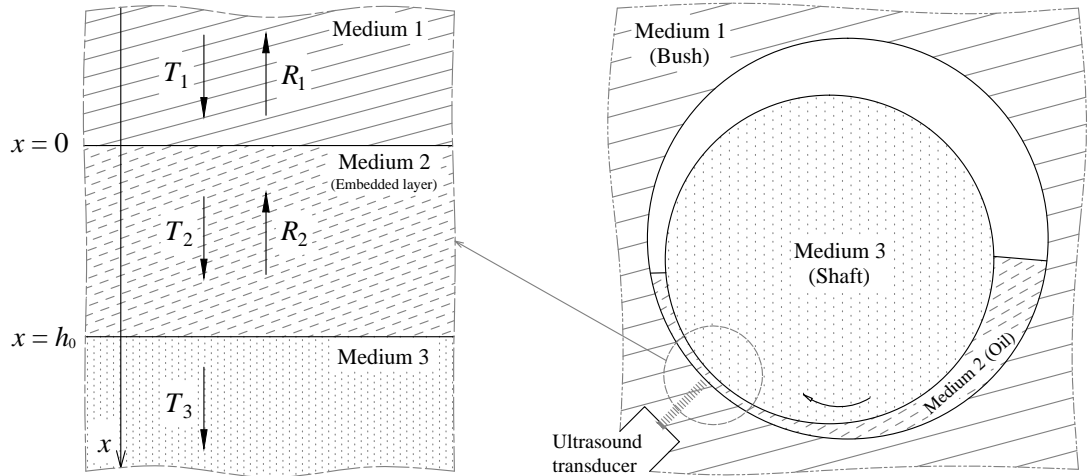 Medium 1
T1
R1
x = 0
Medium 2
(Embedded layer)
T2
R2
x = h0
Medium 3
T3
x
Medium 1
(Bush)
Medium 3
(Shaft)
Medium 2 (Oil)
Ultrasound
transducer